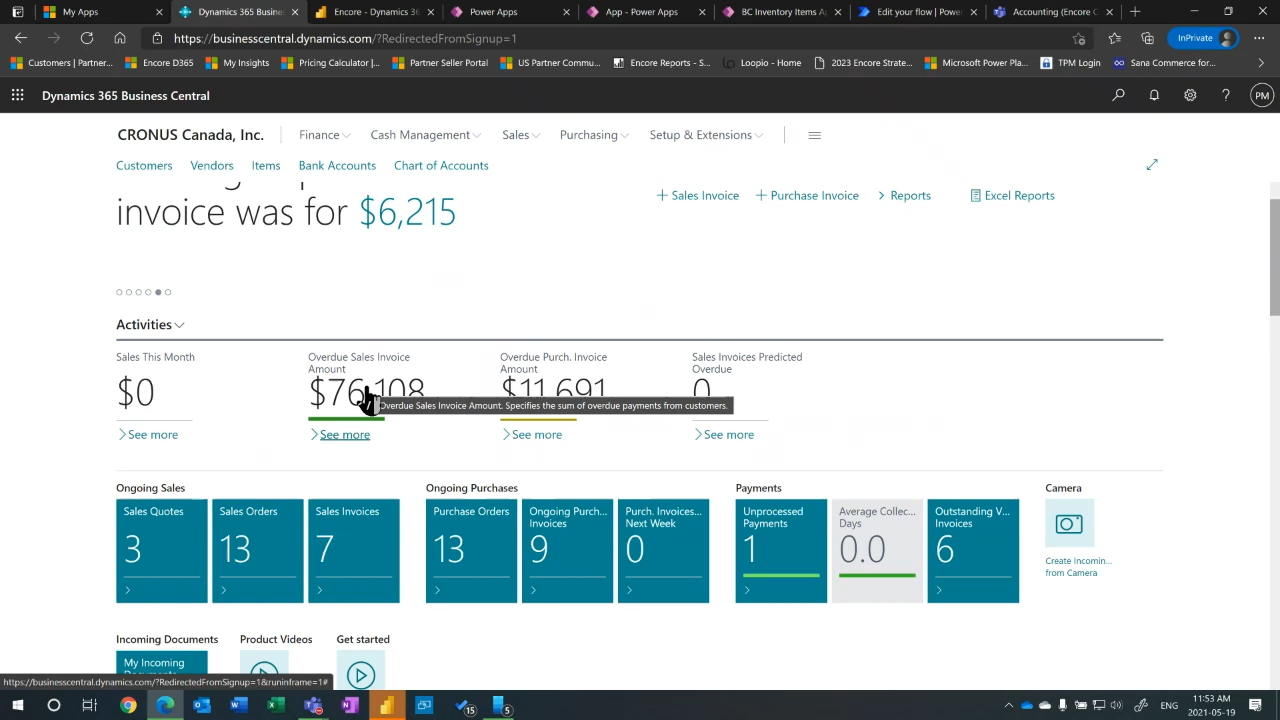 My Apps
Dynamics 365 Busine
Encore - Dynamics 36
Power Apps
App - Power Apps
BC Inventory Items A
Edit your flow | Powe
Accounting (Encore C
https://businesscentral.dynamics.com/?RedirectedFromSignup=1
InPrivate
Customers | Partner...
Encore D365
My Insights
Pricing Calculator |...
Partner Seller Portal
US Partner Commu...
Encore Reports - S...
Loopio - Home
2023 Encore Strate...
Microsoft Power Pla...
TPM Login
Sana Commerce for...
Dynamics 365 Business Central
PM
CRONUS Canada, Inc.
Finance
Cash Management
Sales
Purchasing
Setup & Extensions
Customers
Vendors
Items
Bank Accounts
Chart of Accounts
invoice was for $6,215
+ Sales Invoice
+ Purchase Invoice
> Reports
Excel Reports
Activities
Sales This Month
$0
> See more
Overdue Sales Invoice
Amount
$76,108
> See more
Overdue Purch. Invoice
Amount
$11,691
> See more
Sales Invoices Predicted
Overdue
0
> See more
Overdue Sales Invoice Amount. Specifies the sum of overdue payments from customers.
Ongoing Sales
Sales Quotes
3
Sales Orders
13
Sales Invoices
7
Ongoing Purchases
Purchase Orders
13
Ongoing Purch...
Invoices
9
Purch. Invoices...
Next Week
0
Payments
Unprocessed
Payments
1
Average Collec...
Days
0.0
Outstanding V...
Invoices
6
Camera
Create Incomin...
from Camera
Incoming Documents
My Incoming
Product Videos
Get started
https://businesscentral.dynamics.com/?RedirectedFromSignup=1&runinframe=1#
15
5
ENG
11:53 AM
2021-05-19